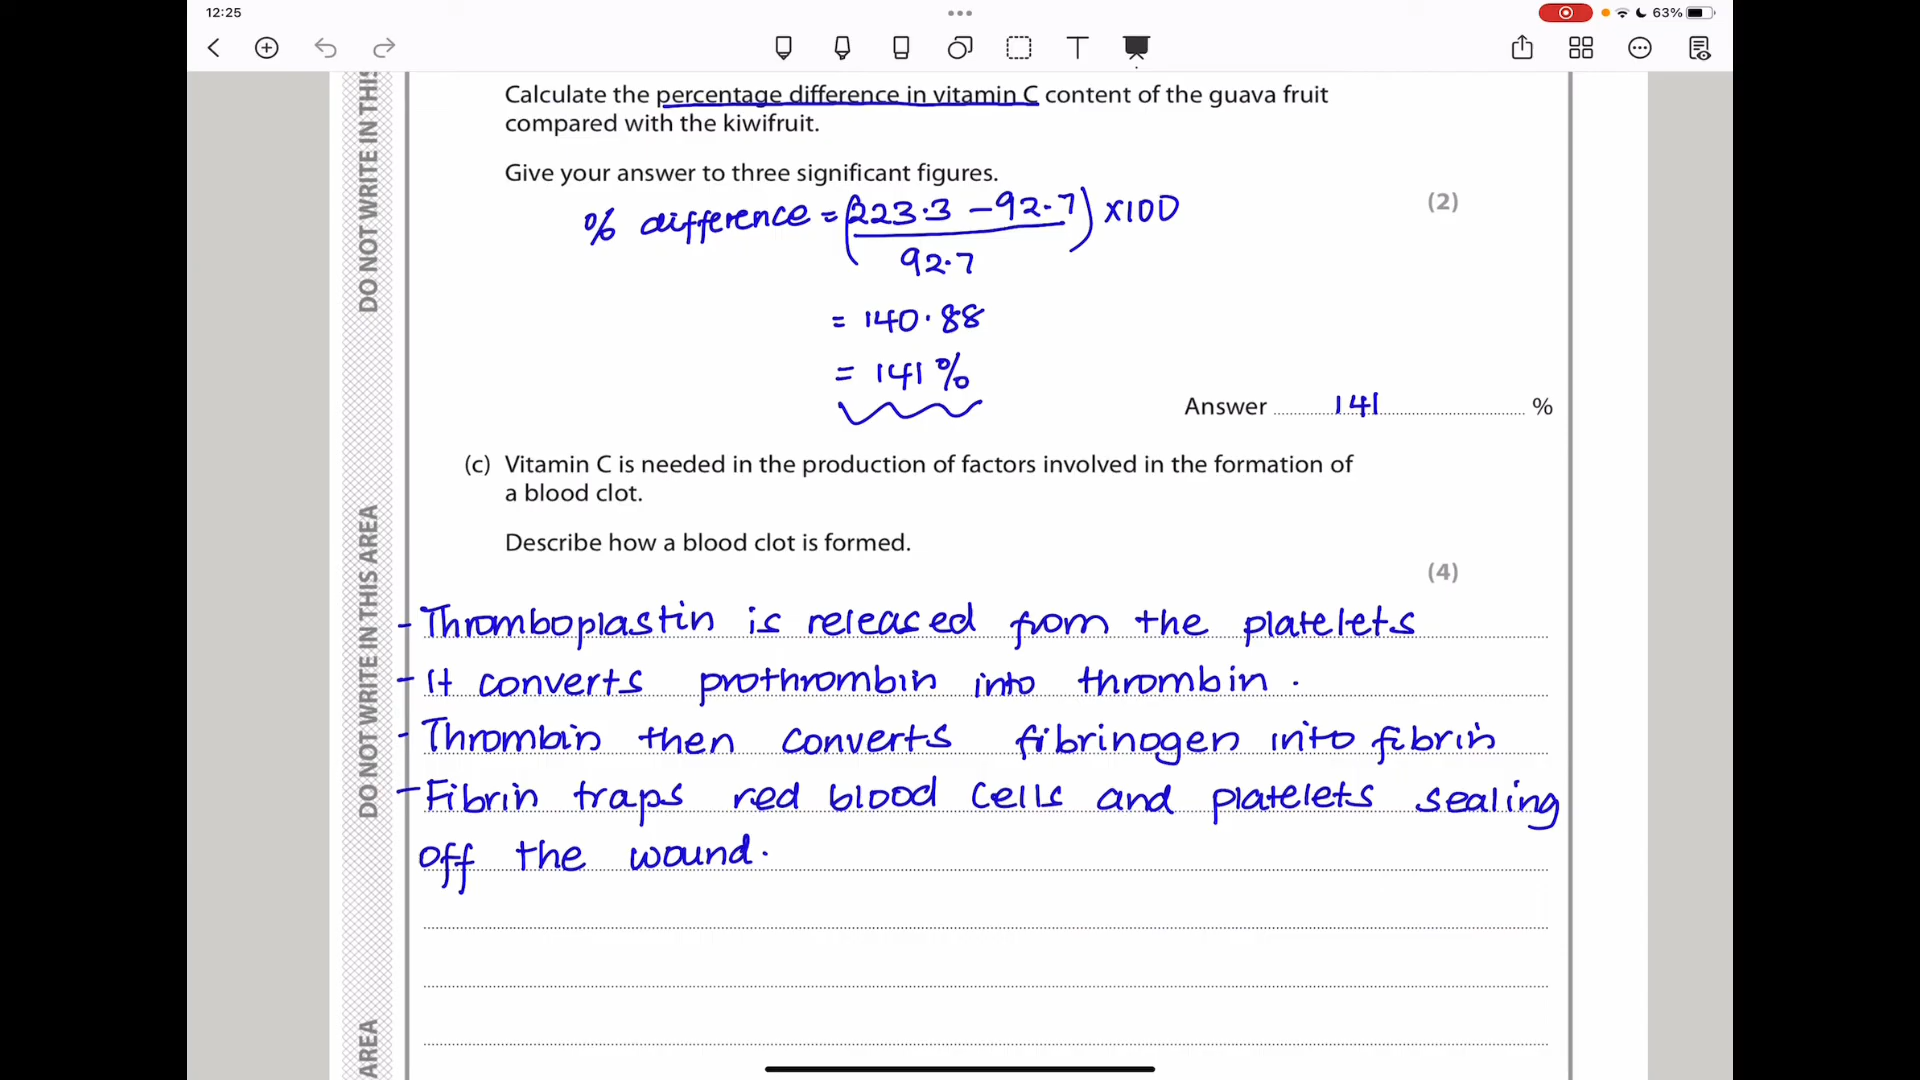 12:25
63%
Calculate the percentage difference in vitamin C content of the guava fruit
compared with the kiwifruit.
Give your answer to three significant figures.
(2)
% difference = (223.3 - 92.7) x100
92.7
= 140.88
= 141%
Answer 141 %
(c) Vitamin C is needed in the production of factors involved in the formation of
a blood clot.
Describe how a blood clot is formed.
(4)
- Thromboplastin is released from the platelets
- It converts prothrombin into thrombin.
- Thrombin then converts fibrinogen into fibrin
- Fibrin traps red blood cells and platelets sealing
off the wound.
DO NOT WRITE IN THIS
DO NOT WRITE IN THIS AREA
AREA